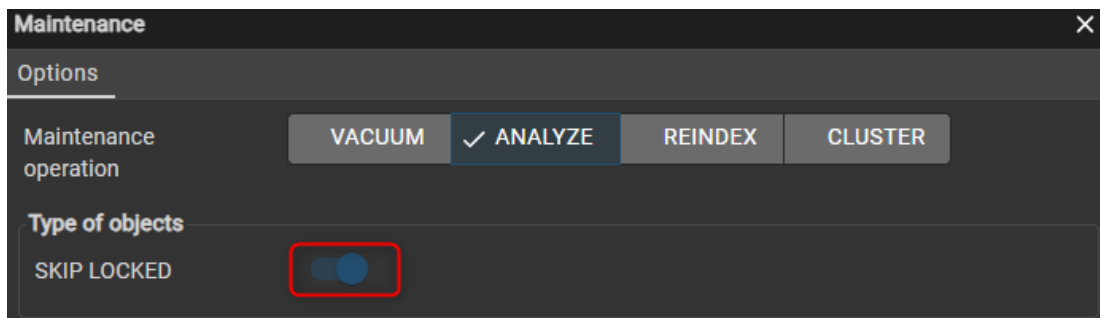 Maintenance
Options
Maintenance operation
VACUUM ANALYZE REINDEX CLUSTER
Type of objects
SKIP LOCKED